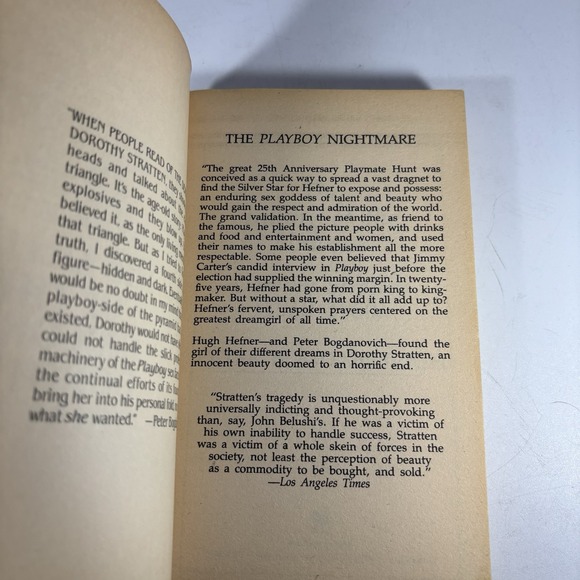 "WHEN PEOPLE READ OF THE
DOROTHY STRATTEN, they
heads and talked about
triangle. It's the age-old
explosives and they blow
believed it, as the only
that triangle. But as I
truth, I discovered a fourth
figure—hidden and dark.
would be no doubt in my mind
playboy-side of the pyramid
existed, Dorothy would not have
could not handle the slick
machinery of the Playboy
the continual efforts of its
bring her into his personal fold,
what she wanted." —Peter
THE PLAYBOY NIGHTMARE
"The great 25th Anniversary Playmate Hunt was
conceived as a quick way to spread a vast dragnet to
find the Silver Star for Hefner to expose and possess:
an enduring sex goddess of talent and beauty who
would gain the respect and admiration of the world.
The grand validation. In the meantime, as friend to
the famous, he plied the picture people with drinks
and food and entertainment and women, and used
their names to make his establishment all the more
respectable. Some people even believed that Jimmy
Carter's candid interview in Playboy just before the
election had supplied the winning margin. In twenty-
five years, Hefner had gone from porn king to king-
maker. But without a star, what did it all add up to?
Hefner's fervent, unspoken prayers centered on the
greatest dreamgirl of all time."
Hugh Hefner—and Peter Bogdanovich—found the
girl of their different dreams in Dorothy Stratten, an
innocent beauty doomed to an horrific end.
"Stratten's tragedy is unquestionably more
universally indicting and thought-provoking
than, say, John Belushi's. If he was a victim of
his own inability to handle success, Stratten
was a victim of a whole skein of forces in the
society, not least the perception of beauty
as a commodity to be bought, and sold."
—Los Angeles Times